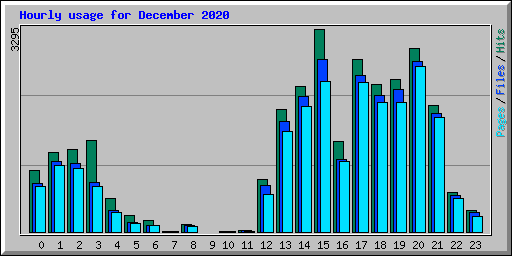 Hourly usage for December 2020
3295
Pages/Files/Hits
0 1 2 3 4 5 6 7 8 9 10 11 12 13 14 15 16 17 18 19 20 21 22 23